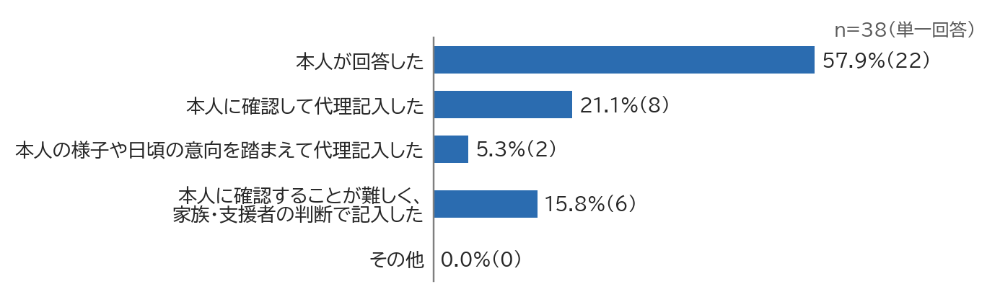 n=38(単一回答)
本人が回答した 57.9%(22)
本人に確認して代理記入した 21.1%(8)
本人の様子や日頃の意向を踏まえて代理記入した 5.3%(2)
本人に確認することが難しく、
家族・支援者の判断で記入した 15.8%(6)
その他 0.0%(0)